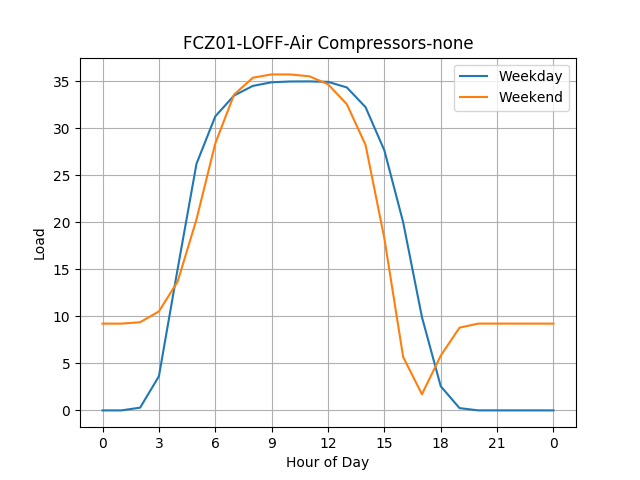 FCZ01-LOFF-Air Compressors-none
Weekday
Weekend
Load
35
30
25
20
15
10
5
0
0 3 6 9 12 15 18 21 0
Hour of Day